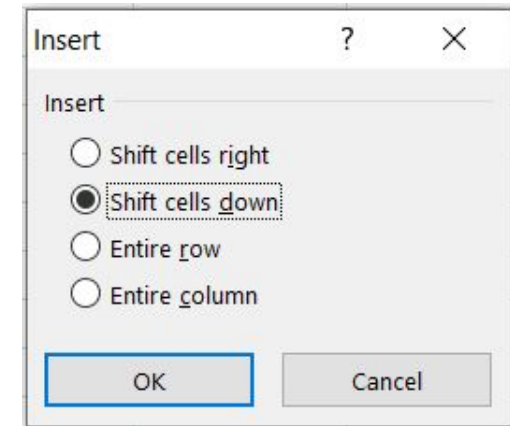 Insert ?
Insert
Shift cells right
Shift cells down
Entire row
Entire column
OK Cancel